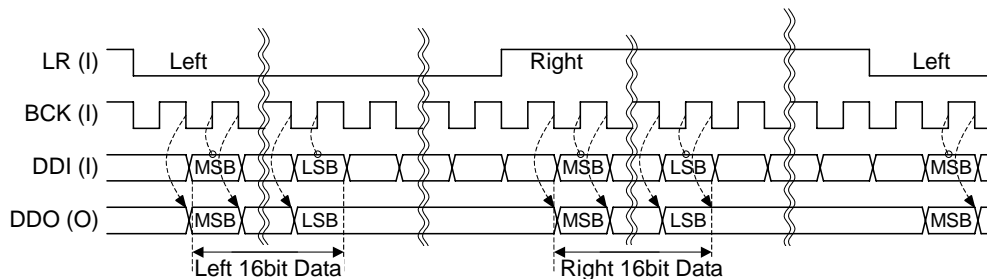 LR (I) Left Right Left
BCK (I)
DDI (I) MSB LSB MSB LSB MSB
DDO (O) MSB LSB MSB LSB MSB
Left 16bit Data Right 16bit Data